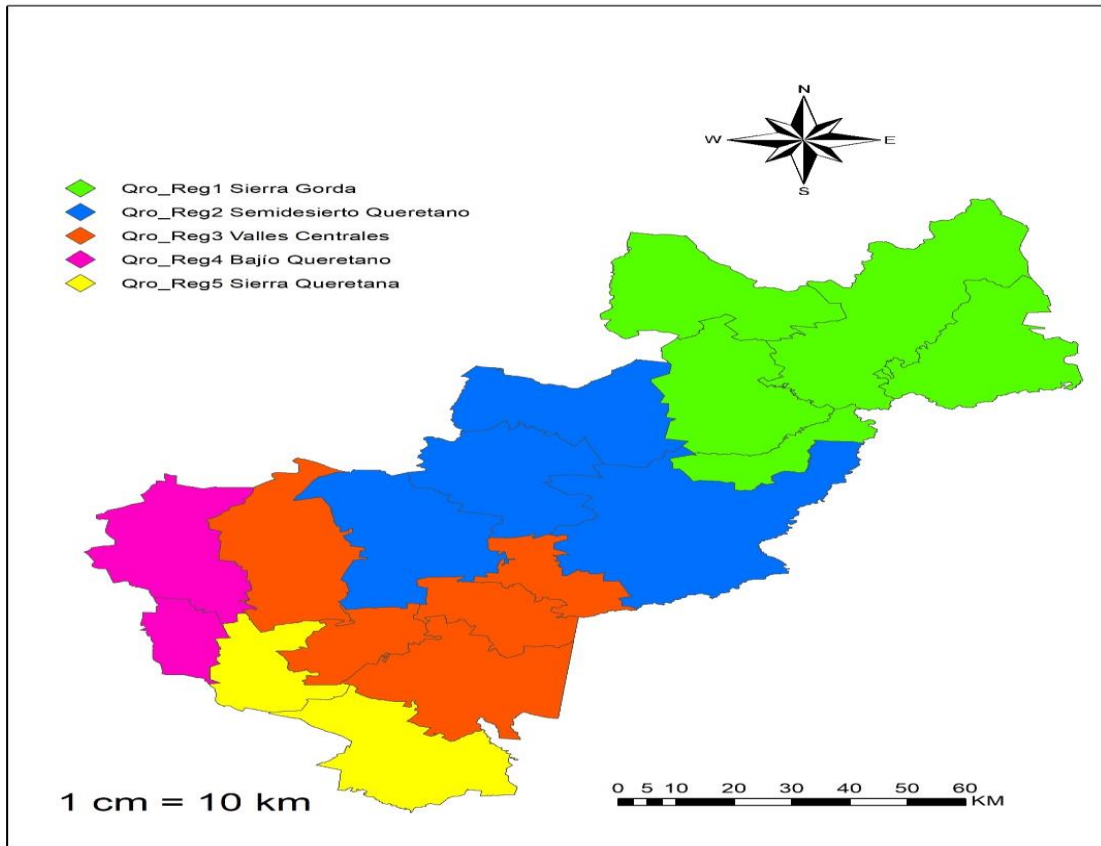 N
W E
S
Qro_Reg1 Sierra Gorda
Qro_Reg2 Semidesierto Queretano
Qro_Reg3 Valles Centrales
Qro_Reg4 Bajío Queretano
Qro_Reg5 Sierra Queretana
1 cm = 10 km
0 5 10 20 30 40 50 60
KM